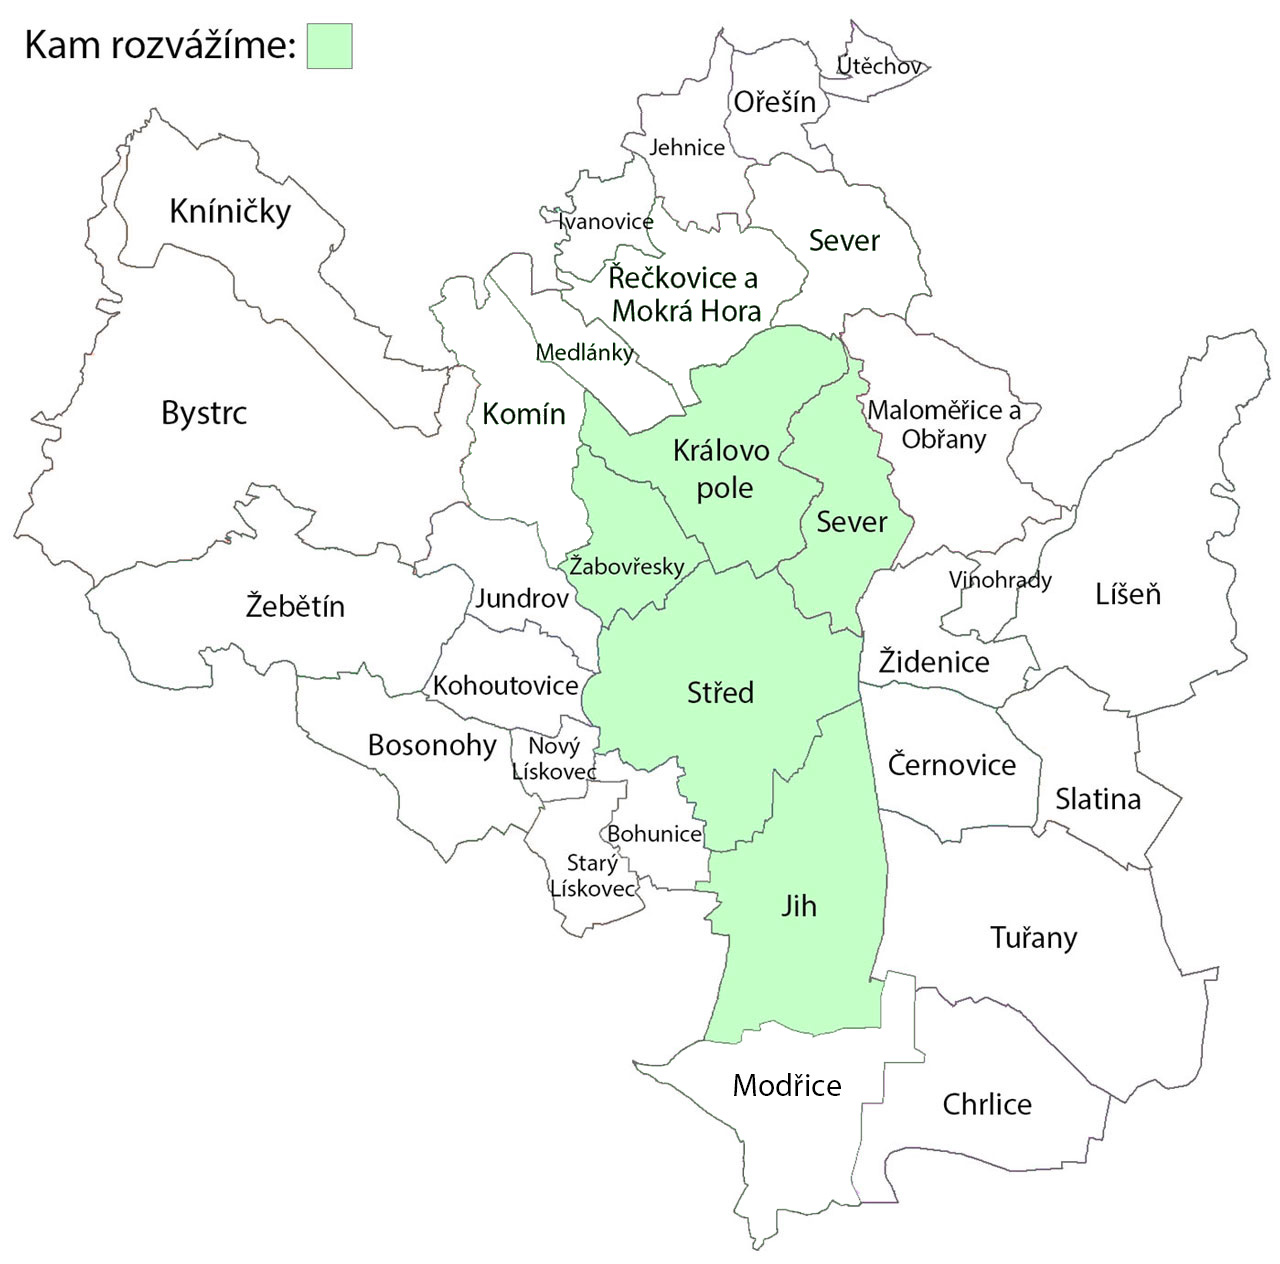 Kam rozvážíme:
Útěchov
Ořešín
Jehnice
Kníničky
Ivanovice
Sever
Řečkovice a
Mokrá Hora
Medlánky
Bystrc
Komín
Maloměřice a
Obřany
Královo
pole
Sever
Žabovřesky
Vinohrady
Líšeň
Žebětín
Jundrov
Židenice
Kohoutovice
Střed
Bosonohy
Nový
Lískovec
Černovice
Slatina
Bohunice
Starý
Lískovec
Jih
Tuřany
Modřice
Chrlice